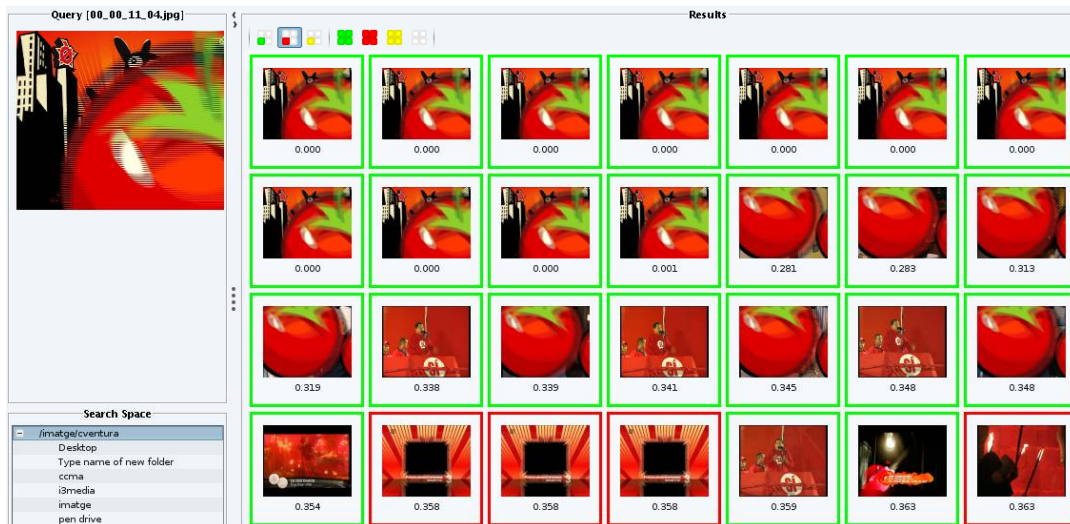 Query [00_00_11_04.jpg]
Results
0.000 0.000 0.000 0.000 0.000 0.000 0.000
0.000 0.000 0.000 0.001 0.281 0.283 0.313
0.319 0.338 0.339 0.341 0.345 0.348 0.348
0.354 0.358 0.358 0.358 0.359 0.363 0.363
Search Space
/imatge/cventura
Desktop
Type name of new folder
ccma
i3media
imatge
pen drive